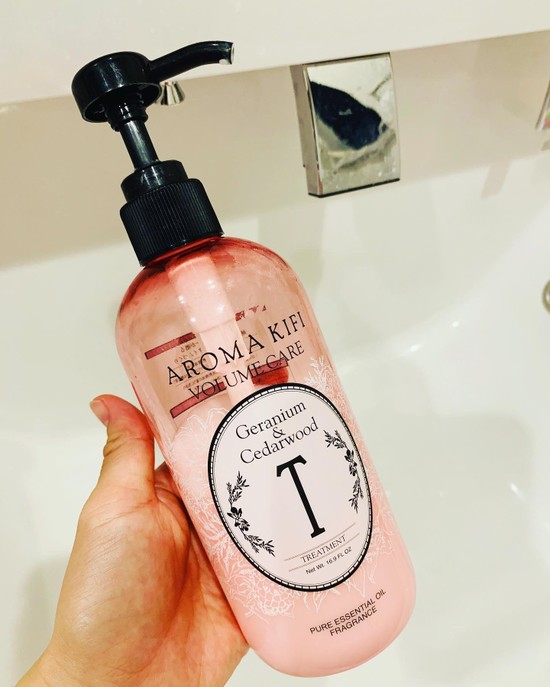 AROMA KIFI
VOLUME CARE
Geranium
&
Cedarwood
T
TREATMENT
Net Wt. 16.9 FL OZ
PURE ESSENTIAL OIL
FRAGRANCE